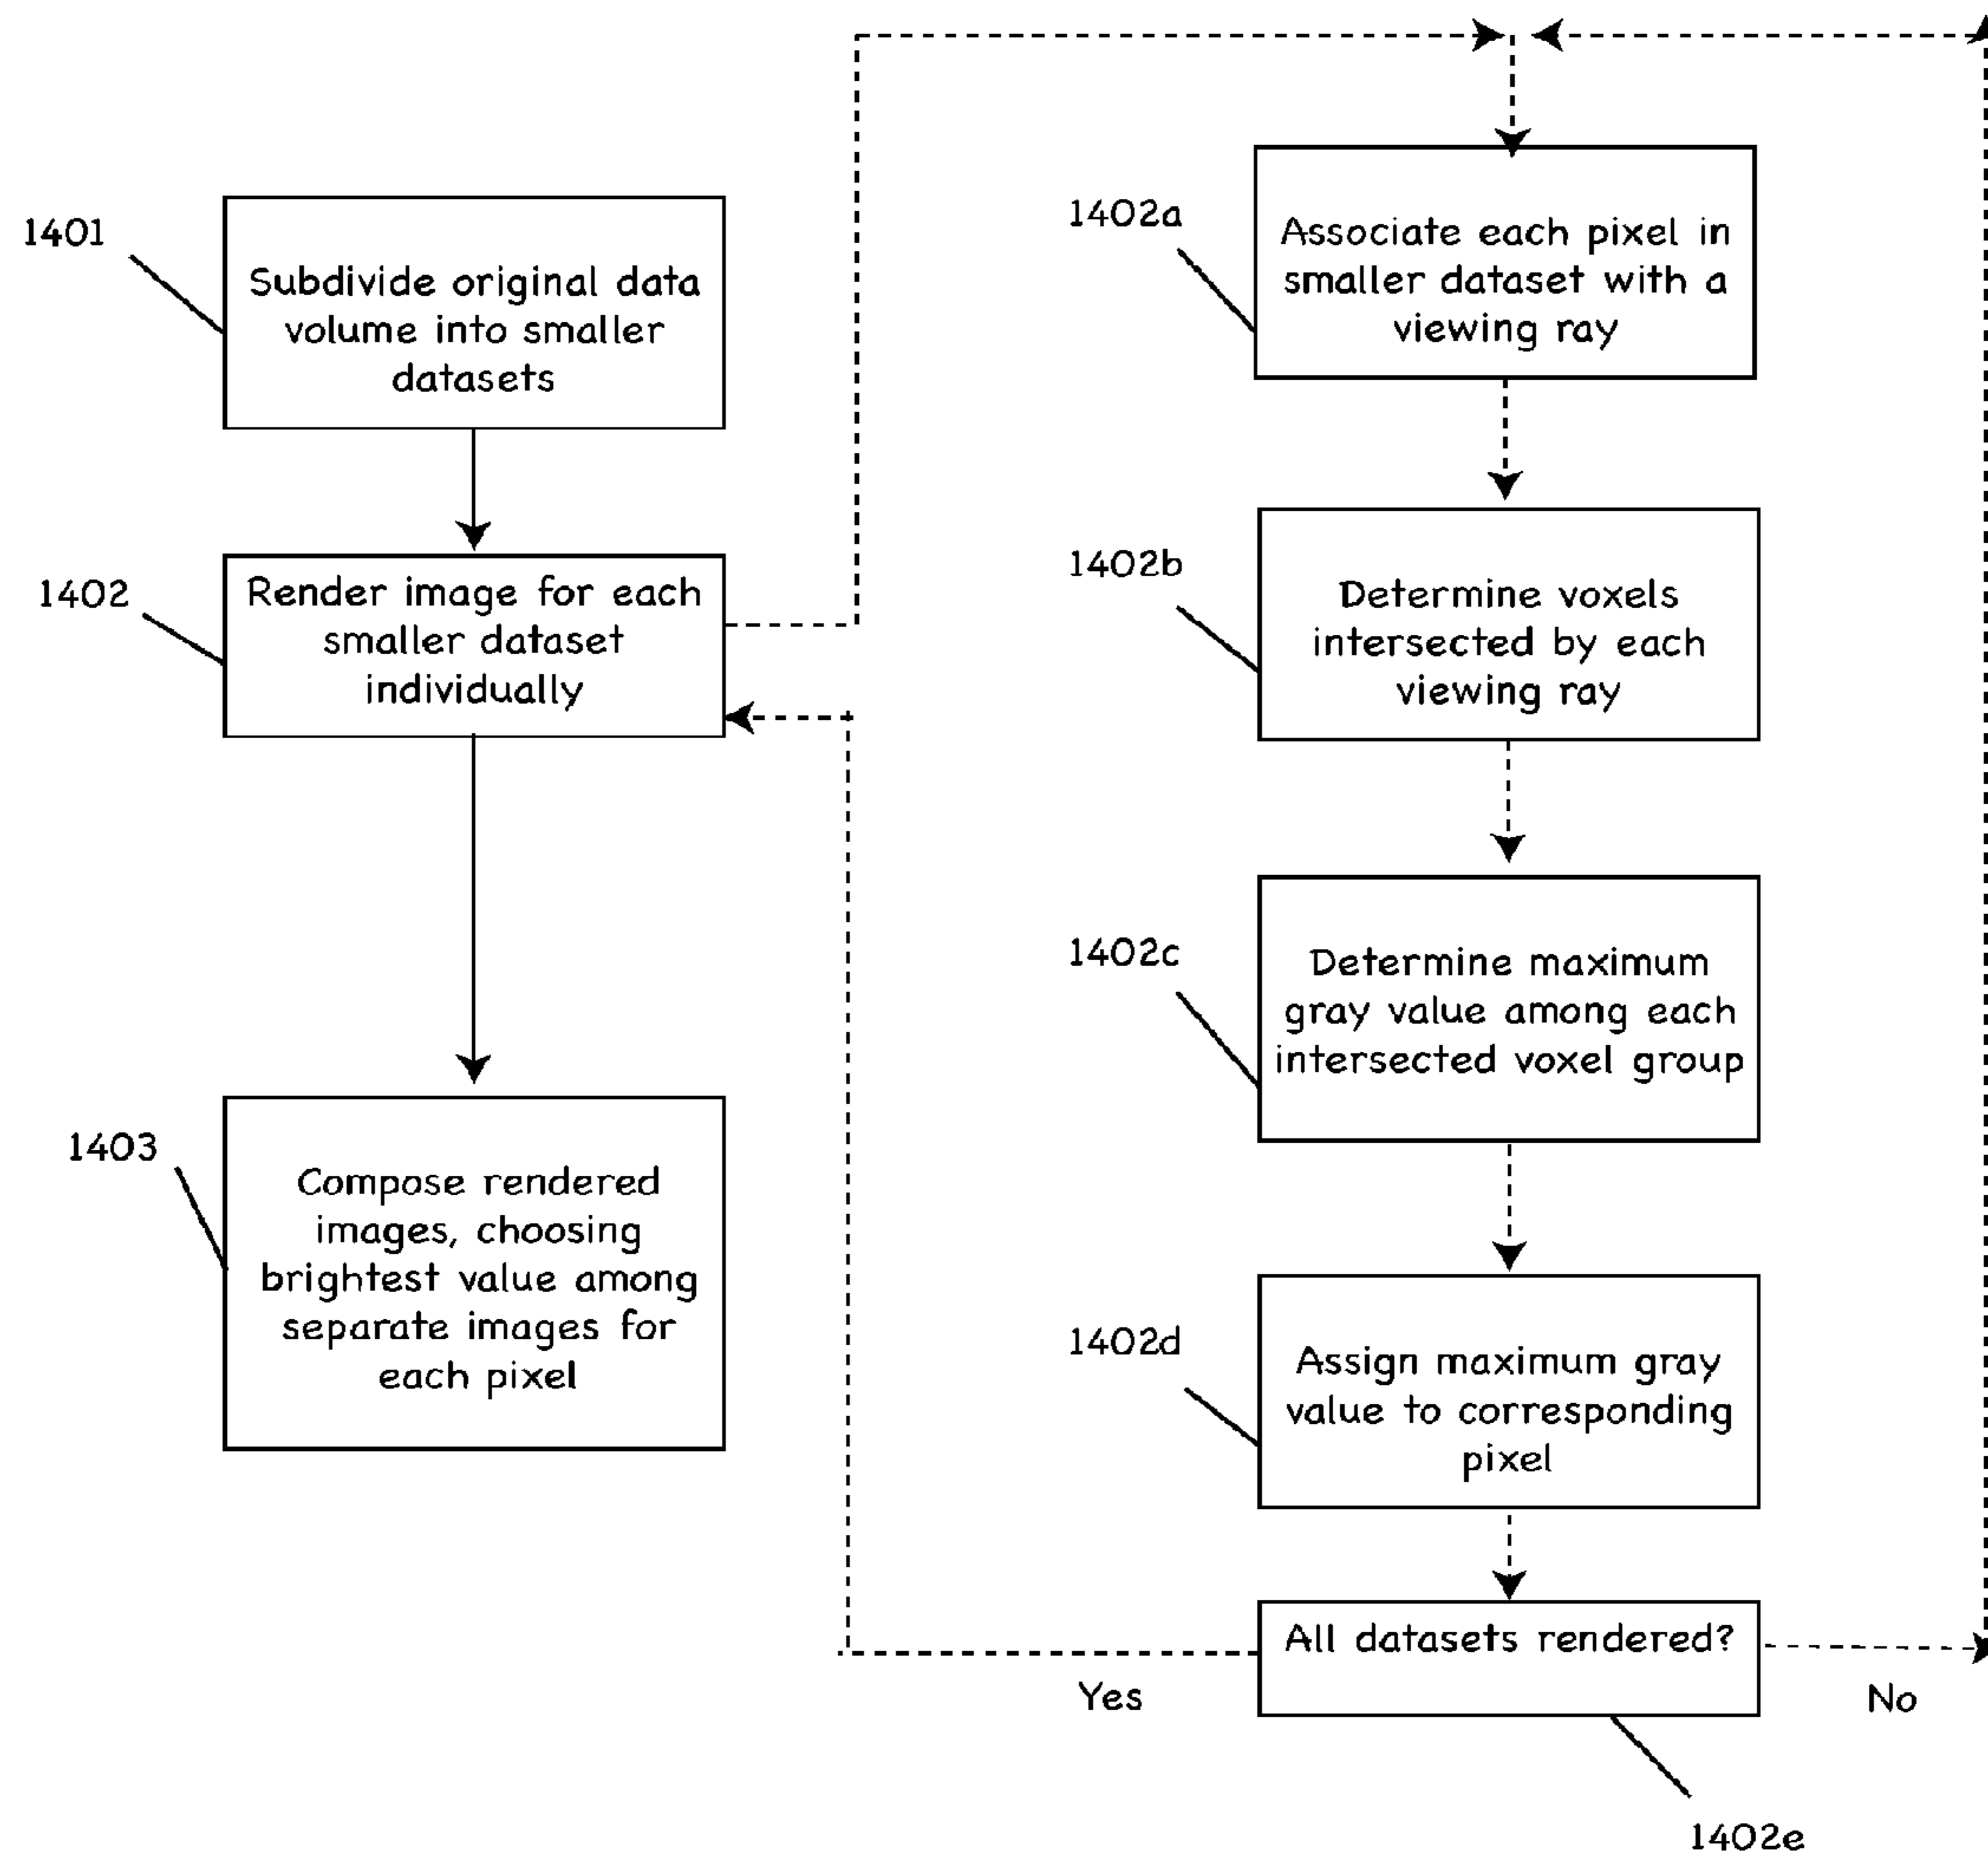 1401
Subdivide original data
volume into smaller
datasets
1402
Render image for each
smaller dataset
individually
1403
Compose rendered
images, choosing
brightest value among
separate images for
each pixel
1402a
Associate each pixel in
smaller dataset with a
viewing ray
1402b
Determine voxels
intersected by each
viewing ray
1402c
Determine maximum
gray value among each
intersected voxel group
1402d
Assign maximum gray
value to corresponding
pixel
All datasets rendered?
Yes
No
1402e